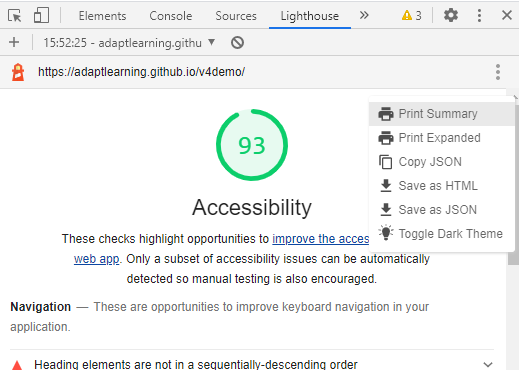 Elements Console Sources Lighthouse » 3
+ 15:52:25 - adaptlearning.githu
https://adaptlearning.github.io/v4demo/
Print Summary
Print Expanded
Copy JSON
Save as HTML
Save as JSON
Toggle Dark Theme
93
Accessibility
These checks highlight opportunities to improve the acces
web app. Only a subset of accessibility issues can be automatically
detected so manual testing is also encouraged.
Navigation — These are opportunities to improve keyboard navigation in your
application.
Heading elements are not in a sequentially-descending order